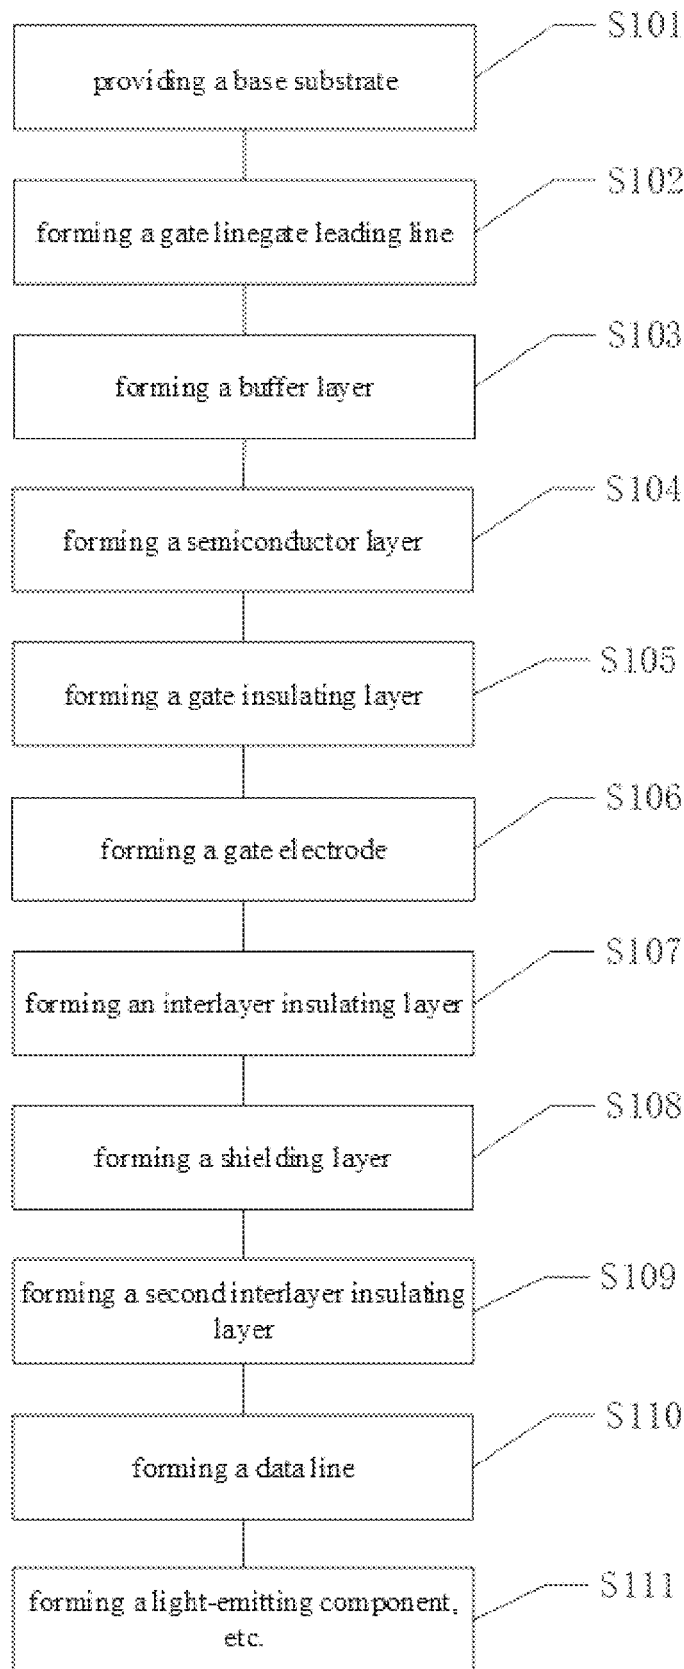 S101
providing a base substrate
S102
forming a gate linegate leading line
S103
forming a buffer layer
S104
forming a semiconductor layer
S105
forming a gate insulating layer
S106
forming a gate electrode
S107
forming an interlayer insulating layer
S108
forming a shielding layer
S109
forming a second interlayer insulating
layer
S110
forming a data line
S111
forming a light-emitting component,
etc.